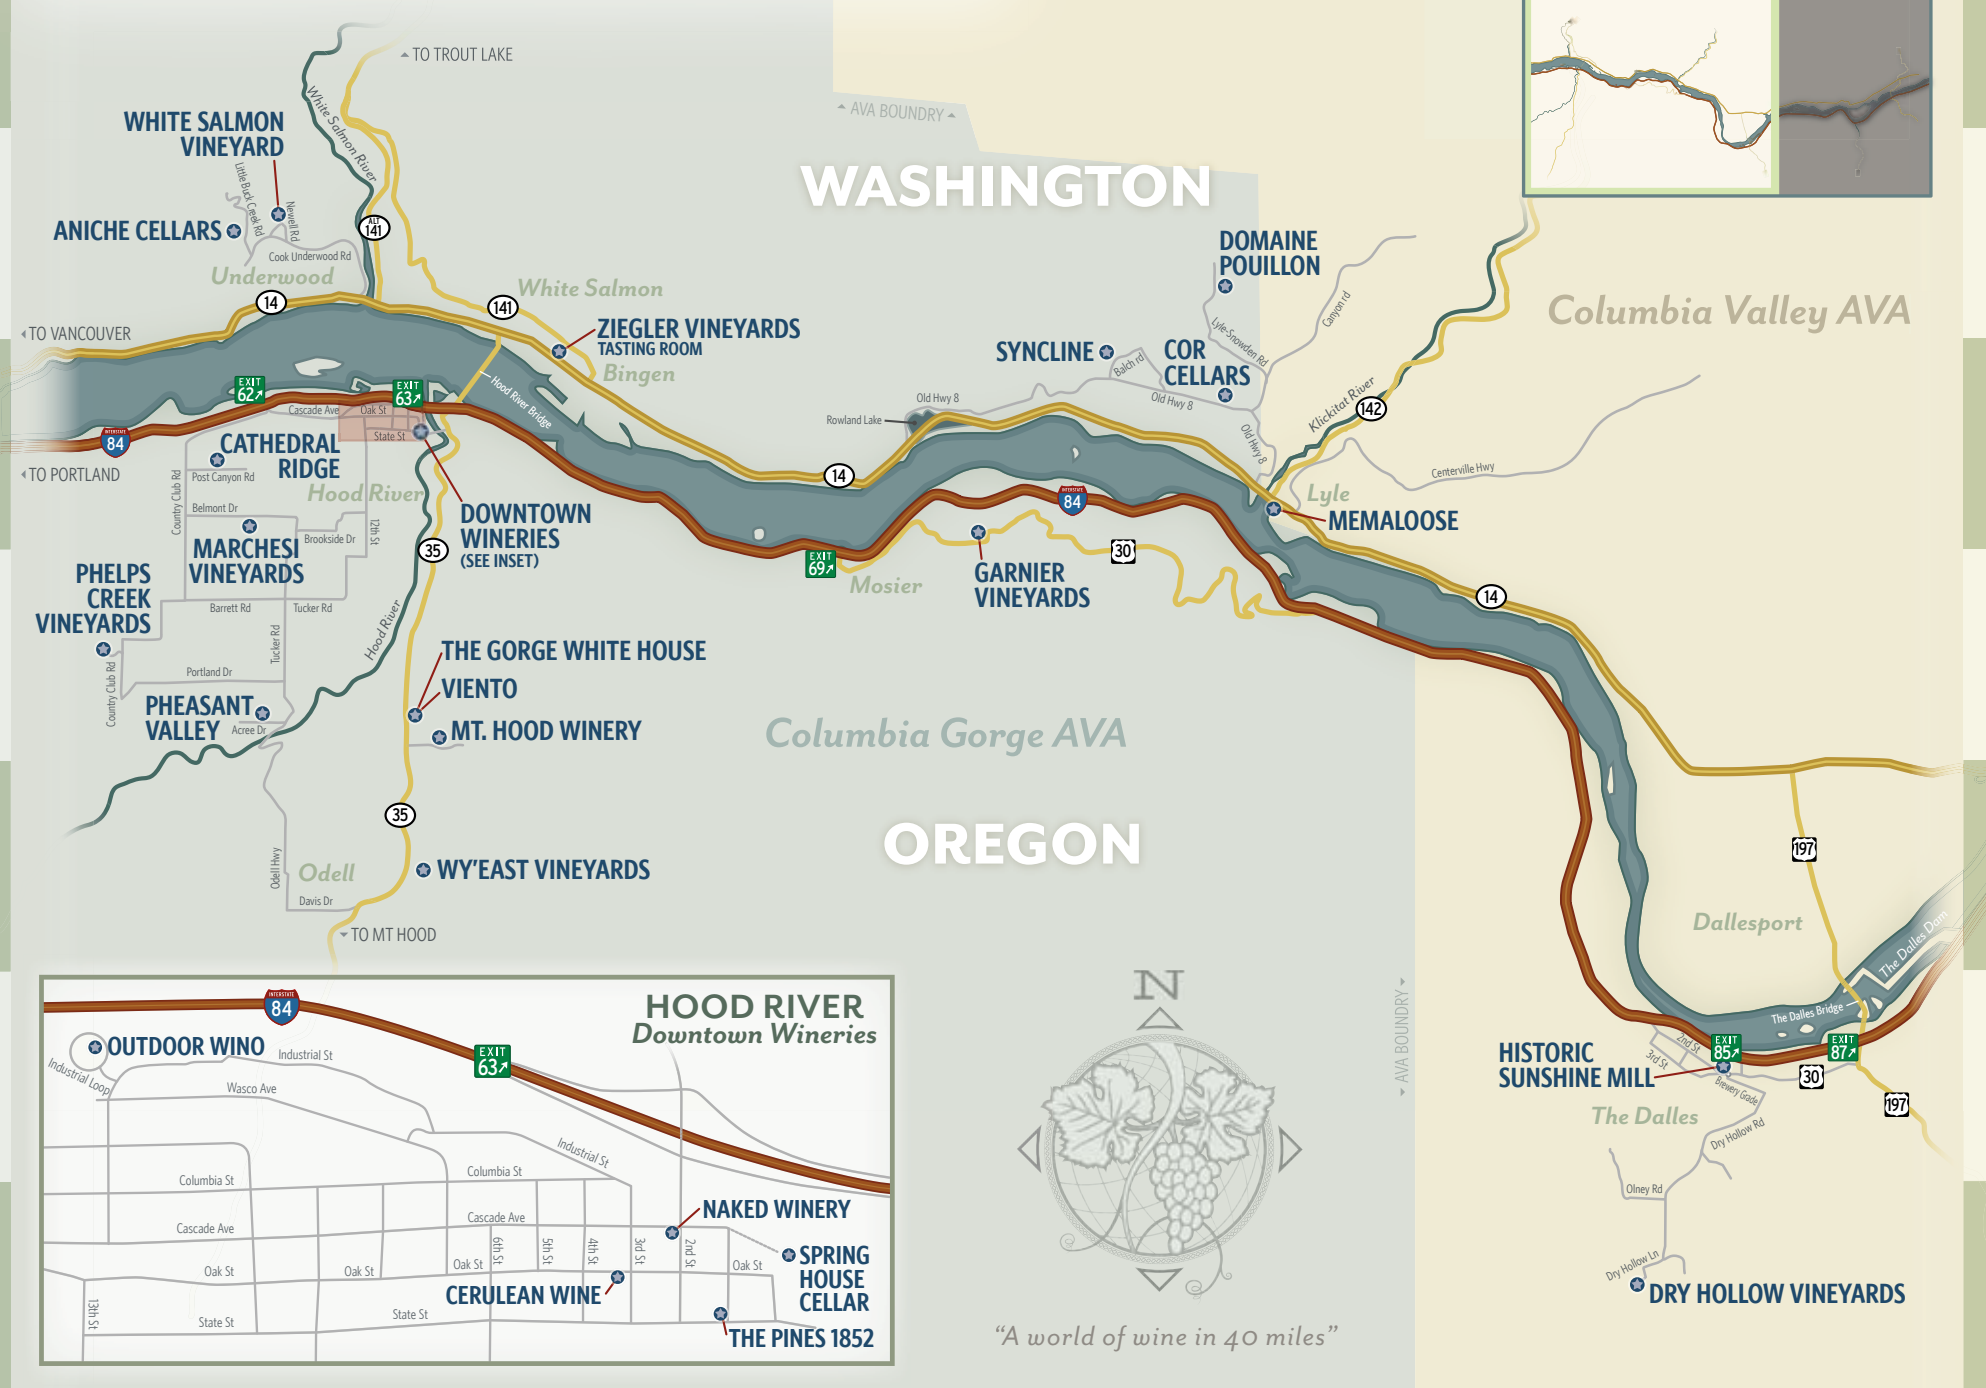 TO TROUT LAKE
White Salmon River
WHITE SALMON
VINEYARD
AVA BOUNDRY
WASHINGTON
Little Buck Creek Rd
Newell Rd
ANICHE CELLARS
ALT
141
Cook Underwood Rd
Underwood
14
141
White Salmon
DOMAINE
POUILLON
Columbia Valley AVA
TO VANCOUVER
ZIEGLER VINEYARDS
TASTING ROOM
Bingen
SYNCLINE
Balch rd
COR
CELLARS
Lyle-Snowden Rd
Canyon rd
Old Hwy 8
Old Hwy 8
Old Hwy 8
Rowland Lake
Klickitat River
142
Centerville Hwy
EXIT
62
EXIT
63
Hood River Bridge
Cascade Ave
Oak St
State St
INTERSTATE
84
TO PORTLAND
CATHEDRAL
RIDGE
Post Canyon Rd
Hood River
Country Club Rd
Belmont Dr
12th St
Brookside Dr
MARCHESI
VINEYARDS
DOWNTOWN
WINERIES
(SEE INSET)
35
14
INTERSTATE
84
Lyle
MEMALOOSE
EXIT
69
Mosier
GARNIER
VINEYARDS
30
14
PHELPS
CREEK
VINEYARDS
Barrett Rd
Tucker Rd
Tucker Rd
Hood River
Country Club Rd
Portland Dr
THE GORGE WHITE HOUSE
VIENTO
MT. HOOD WINERY
PHEASANT
VALLEY
Acree Dr
Columbia Gorge AVA
OREGON
35
Odell Hwy
Odell
WY'EAST VINEYARDS
Davis Dr
TO MT HOOD
197
Dallesport
The Dalles Dam
The Dalles Bridge
AVA BOUNDRY
2nd St
3rd St
EXIT
85
EXIT
87
HISTORIC
SUNSHINE MILL
30
Brewery Grade
197
The Dalles
Dry Hollow Rd
Olney Rd
Dry Hollow Ln
DRY HOLLOW VINEYARDS
N
“A world of wine in 40 miles”
HOOD RIVER
Downtown Wineries
INTERSTATE
84
OUTDOOR WINO
Industrial Loop
Industrial St
EXIT
63
Wasco Ave
Industrial St
Columbia St
Columbia St
Cascade Ave
Cascade Ave
NAKED WINERY
6th St
5th St
4th St
3rd St
2nd St
Oak St
Oak St
Oak St
Oak St
SPRING
HOUSE
CELLAR
CERULEAN WINE
13th St
State St
State St
THE PINES 1852